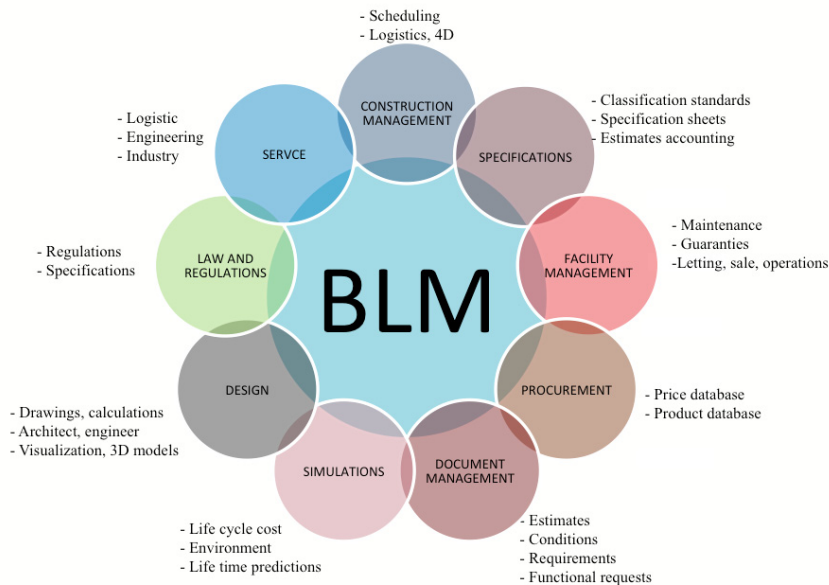 - Scheduling
- Logistics, 4D
CONSTRUCTION
MANAGEMENT
- Classification standards
- Specification sheets
- Estimates accounting
SPECIFICATIONS
- Logistic
- Engineering
- Industry
SERVCE
- Maintenance
- Guaranties
-Letting, sale, operations
FACILITY
MANAGEMENT
- Regulations
- Specifications
LAW AND
REGULATIONS
BLM
DESIGN
- Drawings, calculations
- Architect, engineer
- Visualization, 3D models
PROCUREMENT
- Price database
- Product database
SIMULATIONS
- Life cycle cost
- Environment
- Life time predictions
DOCUMENT
MANAGEMENT
- Estimates
- Conditions
- Requirements
- Functional requests